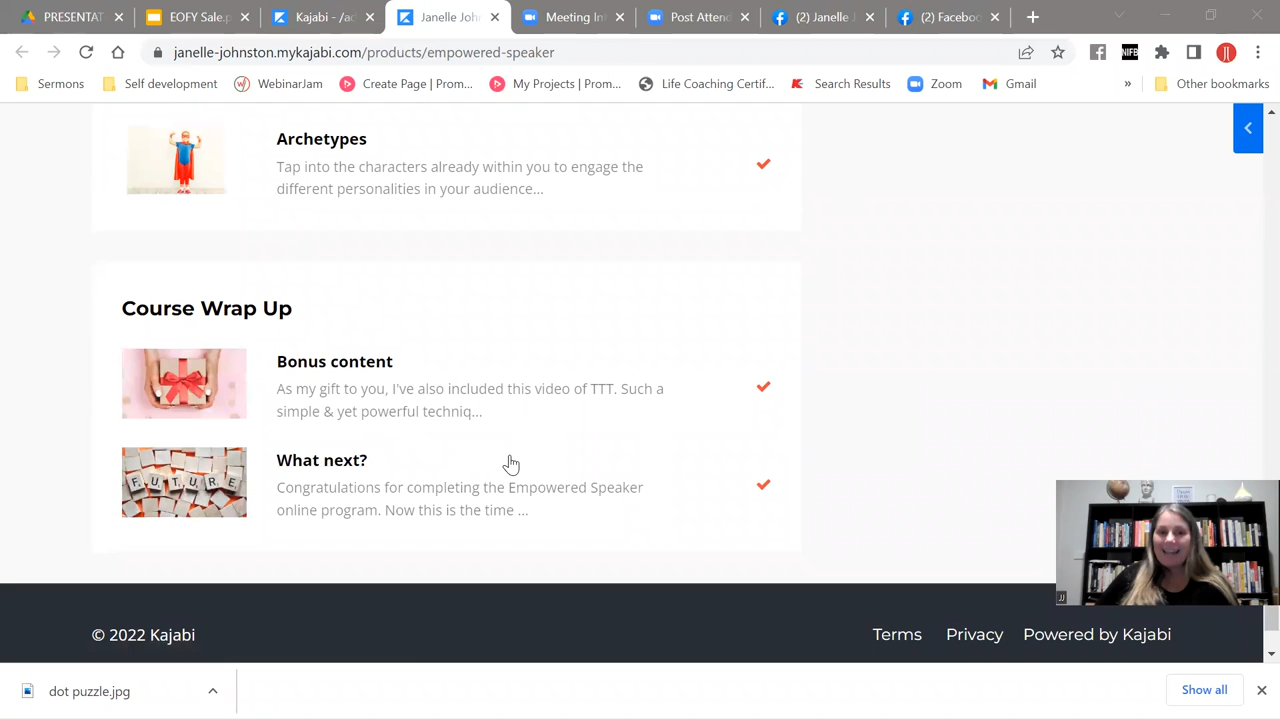 PRESENTAT
EOFY Sale.p
Kajabi - /ac
Janelle Joh
Meeting In
Post Attend
(2) Janelle J
(2) Faceboo
janelle-johnston.mykajabi.com/products/empowered-speaker
NIFB
Sermons
Self development
WebinarJam
Create Page | Prom...
My Projects | Prom...
Life Coaching Certif...
Search Results
Zoom
Gmail
»
Other bookmarks
Archetypes
Tap into the characters already within you to engage the
different personalities in your audience...
Course Wrap Up
Bonus content
As my gift to you, I've also included this video of TTT. Such a
simple & yet powerful techniq...
What next?
Congratulations for completing the Empowered Speaker
online program. Now this is the time ...
FUTURE
JJ
© 2022 Kajabi
Terms
Privacy
Powered by Kajabi
dot puzzle.jpg
Show all